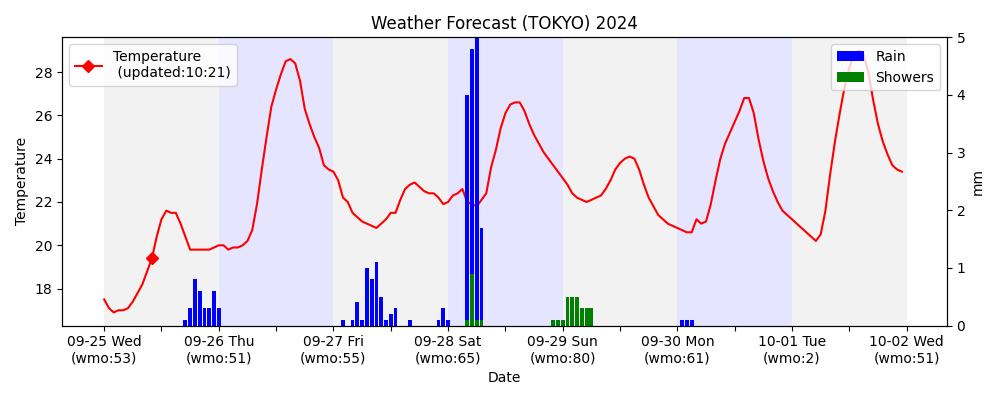 Weather Forecast (TOKYO) 2024
Temperature
(updated:10:21)
Rain
Showers
Temperature
28
26
24
22
20
18
5
4
3
2
1
0
mm
09-25 Wed
(wmo:53)
09-26 Thu
(wmo:51)
09-27 Fri
(wmo:55)
09-28 Sat
(wmo:65)
09-29 Sun
(wmo:80)
09-30 Mon
(wmo:61)
10-01 Tue
(wmo:2)
10-02 Wed
(wmo:51)
Date